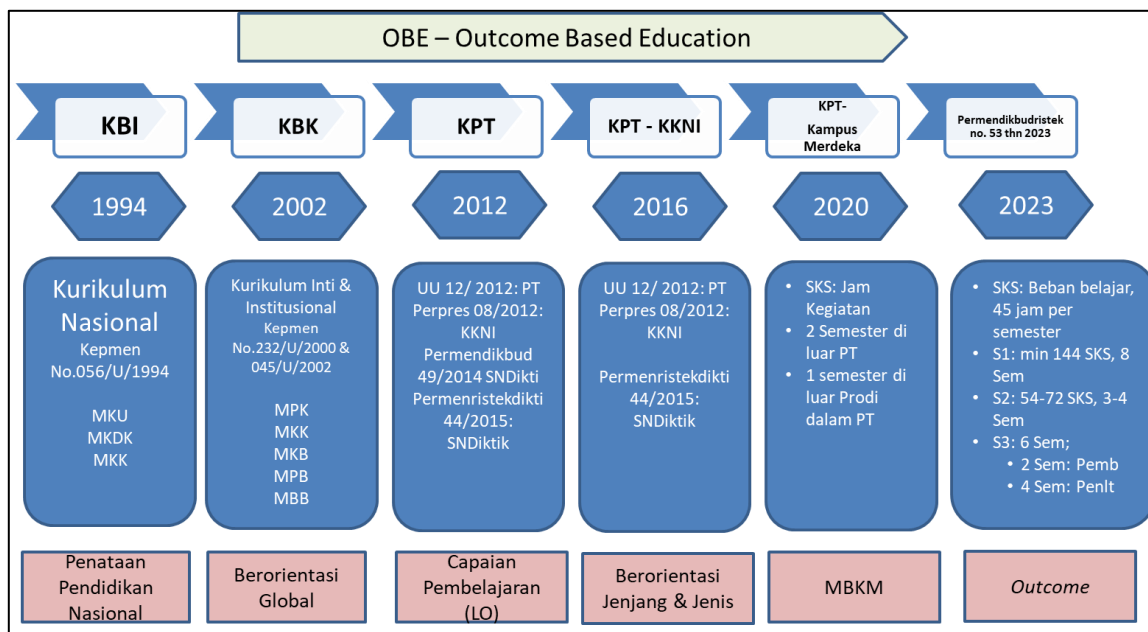 OBE – Outcome Based Education
KBI
KBK
KPT
KPT - KKNI
KPT-
Kampus
Merdeka
Permendikbudristek
no. 53 thn 2023
1994
2002
2012
2016
2020
2023
Kurikulum
Nasional
Kepmen
No.056/U/1994
MKU
MKDK
MKK
Kurikulum Inti &
Institusional
Kepmen
No.232/U/2000 &
045/U/2002
MPK
MKK
MKB
MPB
MBB
UU 12/ 2012: PT
Perpres 08/2012:
KKNI
Permendikbud
49/2014 SNDikti
Permenristekdikti
44/2015:
SNDiktik
UU 12/ 2012: PT
Perpres 08/2012:
KKNI
Permenristekdikti
44/2015:
SNDiktik
• SKS: Jam
Kegiatan
• 2 Semester di
luar PT
• 1 semester di
luar Prodi
dalam PT
• SKS: Beban belajar,
45 jam per
semester
• S1: min 144 SKS, 8
Sem
• S2: 54-72 SKS, 3-4
Sem
• S3: 6 Sem;
• 2 Sem: Pemb
• 4 Sem: Penlt
Penataan
Pendidikan
Nasional
Berorientasi
Global
Capaian
Pembelajaran
(LO)
Berorientasi
Jenjang & Jenis
MBKM
Outcome